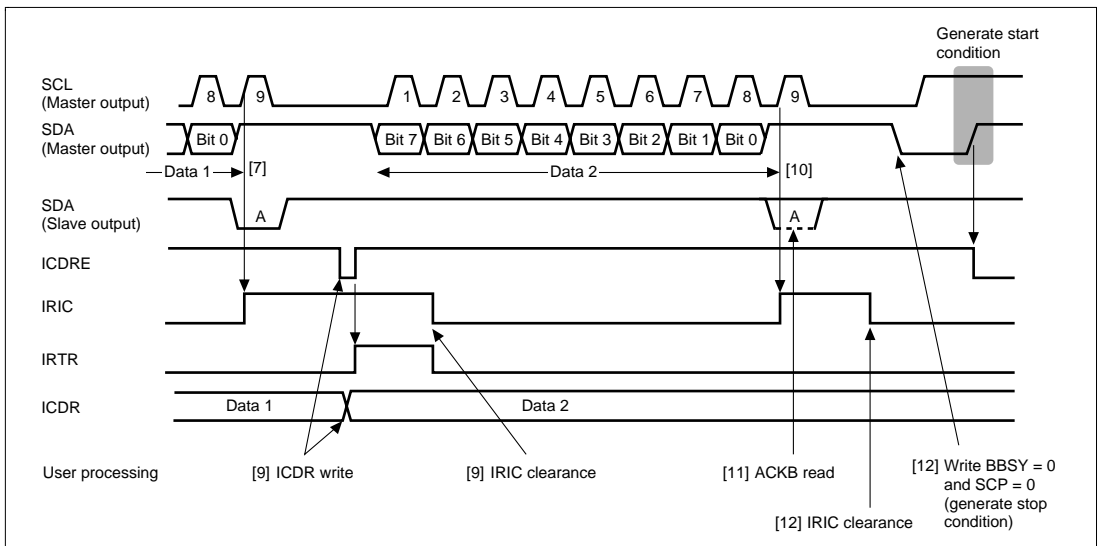 Generate start
condition
SCL
(Master output)
8 9 1 2 3 4 5 6 7 8 9
SDA
(Master output)
Bit 0 Bit 7 Bit 6 Bit 5 Bit 4 Bit 3 Bit 2 Bit 1 Bit 0
Data 1 [7] Data 2 [10]
SDA
(Slave output)
A A
ICDRE
IRIC
IRTR
ICDR
Data 1 Data 2
User processing
[9] ICDR write
[9] IRIC clearance
[11] ACKB read
[12] IRIC clearance
[12] Write BBSY = 0
and SCP = 0
(generate stop
condition)